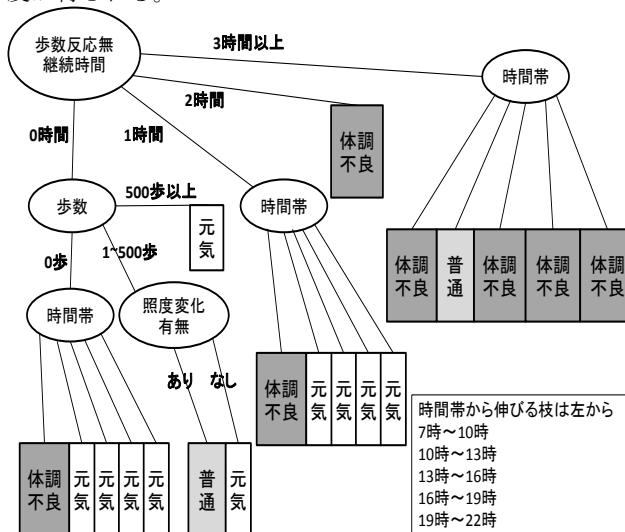 歩数反応無
継続時間
3時間以上
2時間
1時間
0時間
時間帯
体調
不良
歩数
500歩以上
元
気
時間帯
0歩
1~500歩
時間帯
照度変化
有無
体調
不良
普
通
体調
不良
体調
不良
体調
不良
あり
なし
体調
不良
元
気
元
気
元
気
元
気
体調
不良
元
気
元
気
元
気
元
気
普
通
元
気
時間帯から伸びる枝は左から
7時～10時
10時～13時
13時～16時
16時～19時
19時～22時